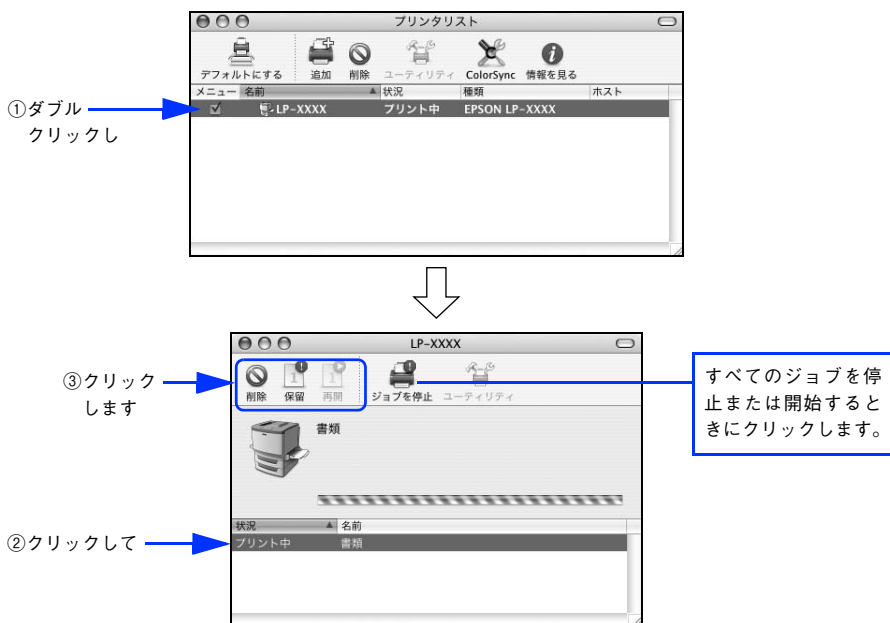 プリンタリスト
デフォルトにする 追加 削除 ユーティリティ ColorSync 情報を見る
メニュー 名前 状況 種類 ホスト
LP-XXXX プリント中 EPSON LP-XXXX
①ダブル
クリックし
LP-XXXX
削除 保留 再開 ジョブを停止 ユーティリティ
③クリック
します
すべてのジョブを停
止または開始すると
きにクリックします。
書類
状況 名前
プリント中 書類
②クリックして